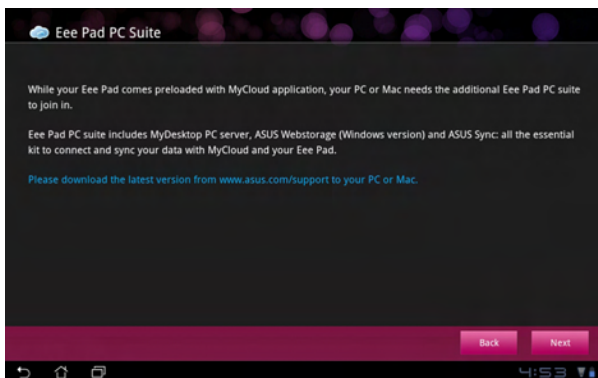 Eee Pad PC Suite
While your Eee Pad comes preloaded with MyCloud application, your PC or Mac needs the additional Eee Pad PC suite
to join in.
Eee Pad PC suite includes MyDesktop PC server, ASUS Webstorage (Windows version) and ASUS Sync: all the essential
kit to connect and sync your data with MyCloud and your Eee Pad.
Please download the latest version from www.asus.com/support to your PC or Mac.
Back Next
4:53